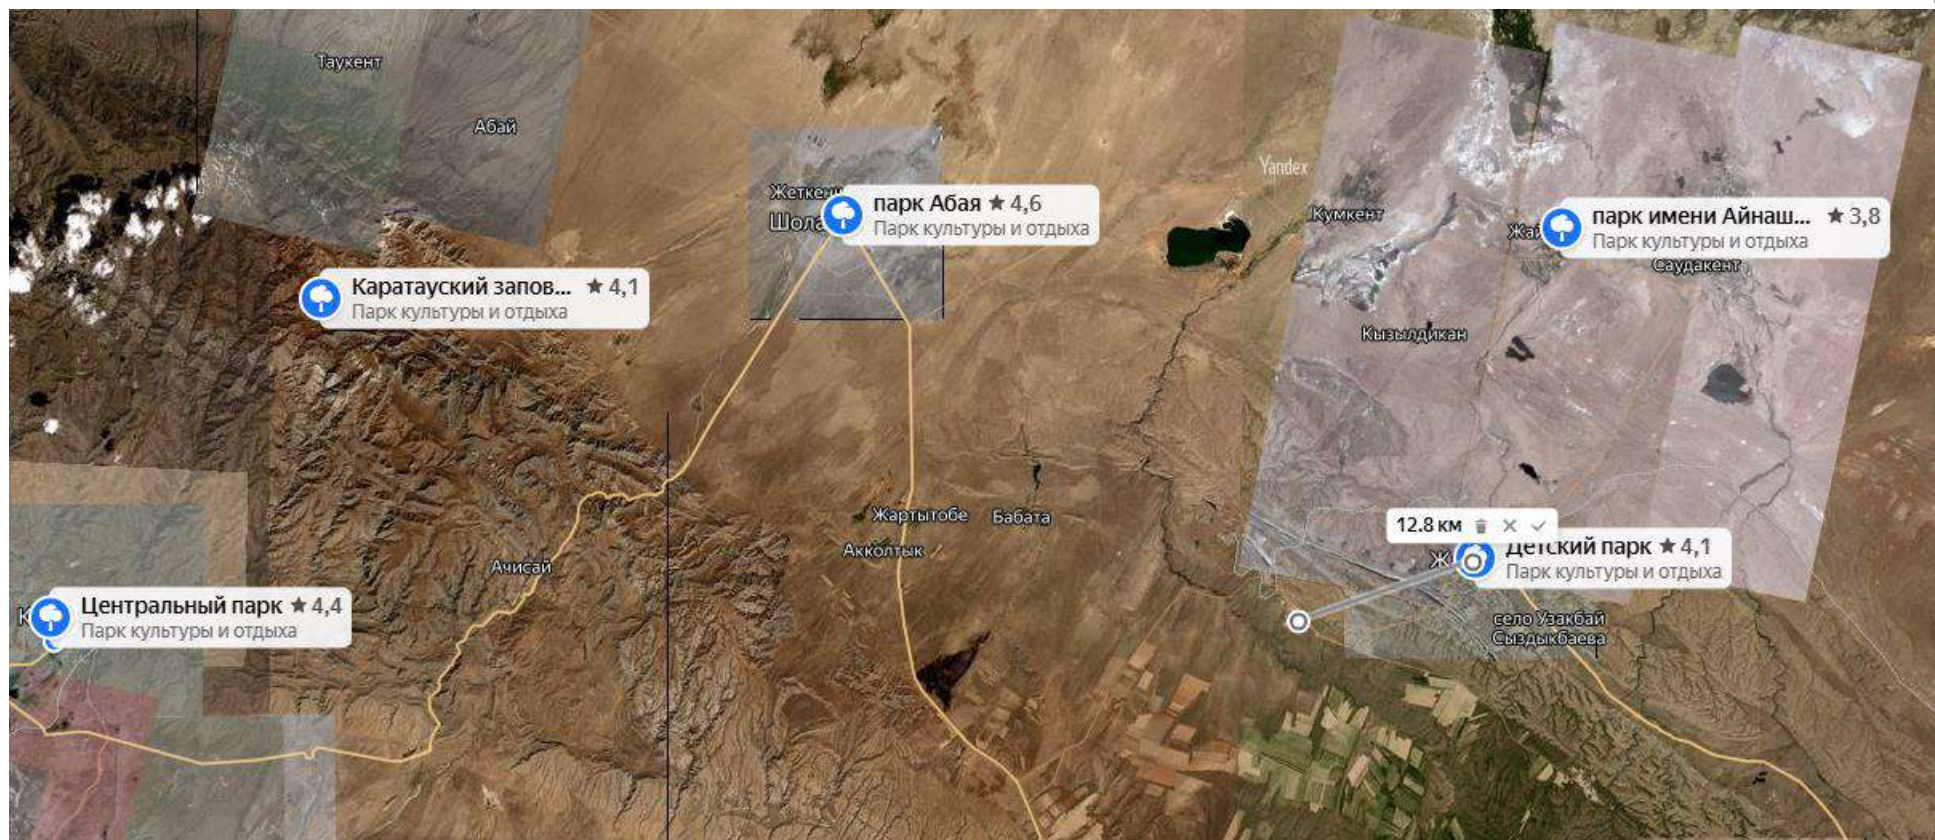 Таукент
Абай
Yandex
парк Абая ★ 4,6
Парк культуры и отдыха
Кумкент
парк имени Айнаш... ★ 3,8
Парк культуры и отдыха
Саудакент
Каратауский запов... ★ 4,1
Парк культуры и отдыха
Кызылдикан
Жартытобе
Бабата
Акколтык
12.8 км
Детский парк ★ 4,1
Парк культуры и отдыха
Ачисай
Центральный парк ★ 4,4
Парк культуры и отдыха
село Узакбай
Сыздыкбаева